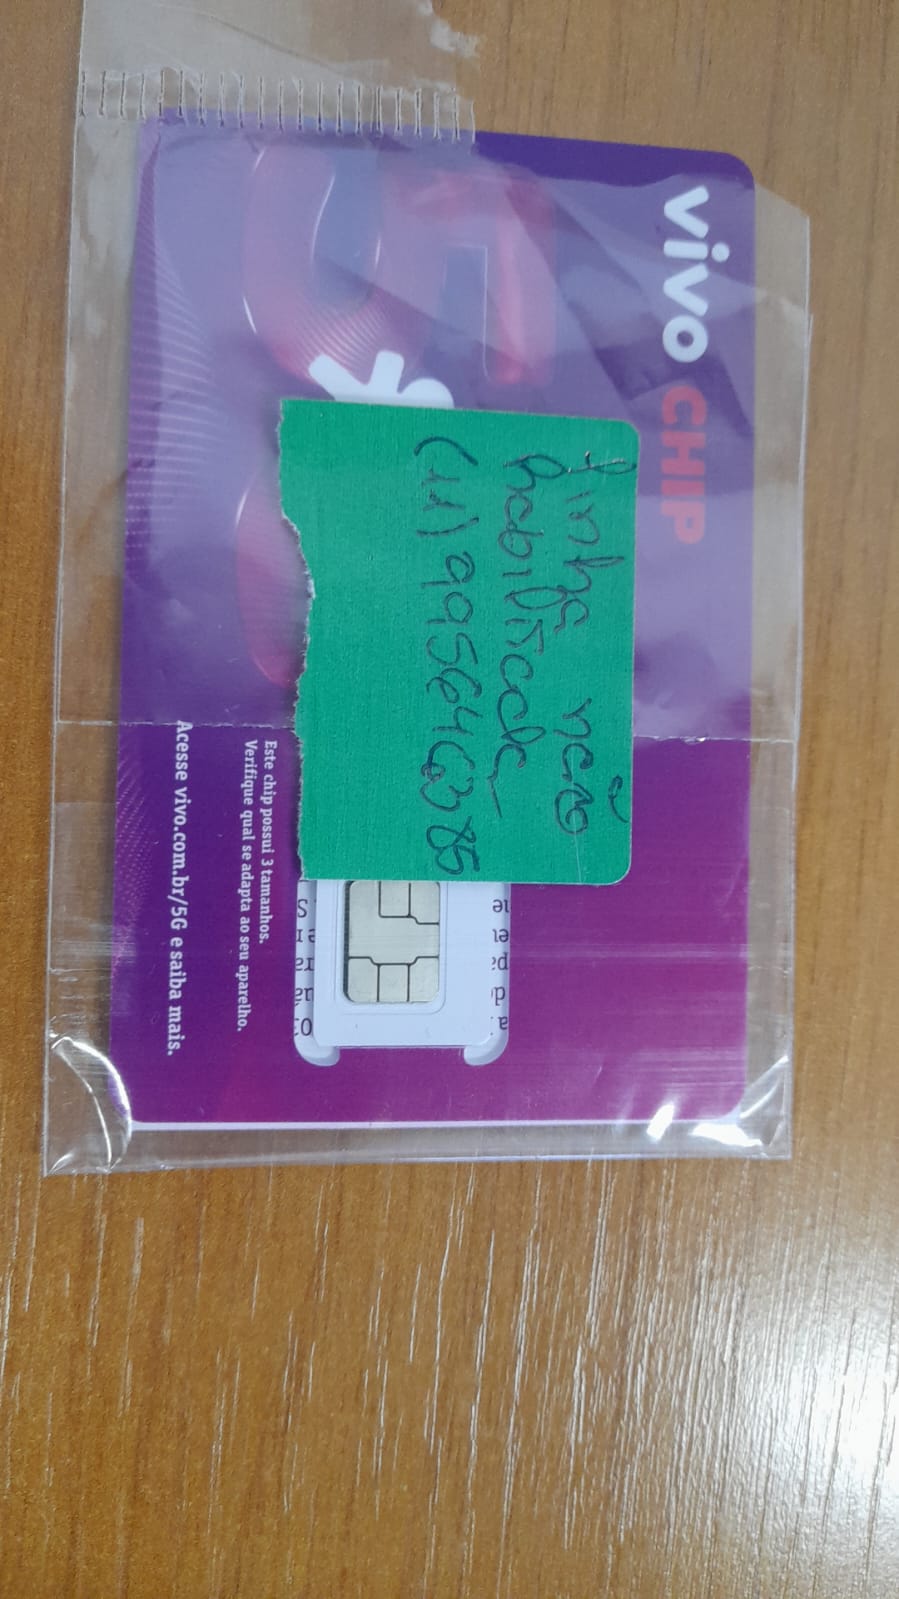 vivo CHIP
linha não
habilitada
(11) 995646385
Este chip possui 3 tamanhos.
Verifique qual se adapta ao seu aparelho.
Acesse vivo.com.br/5G e saiba mais.